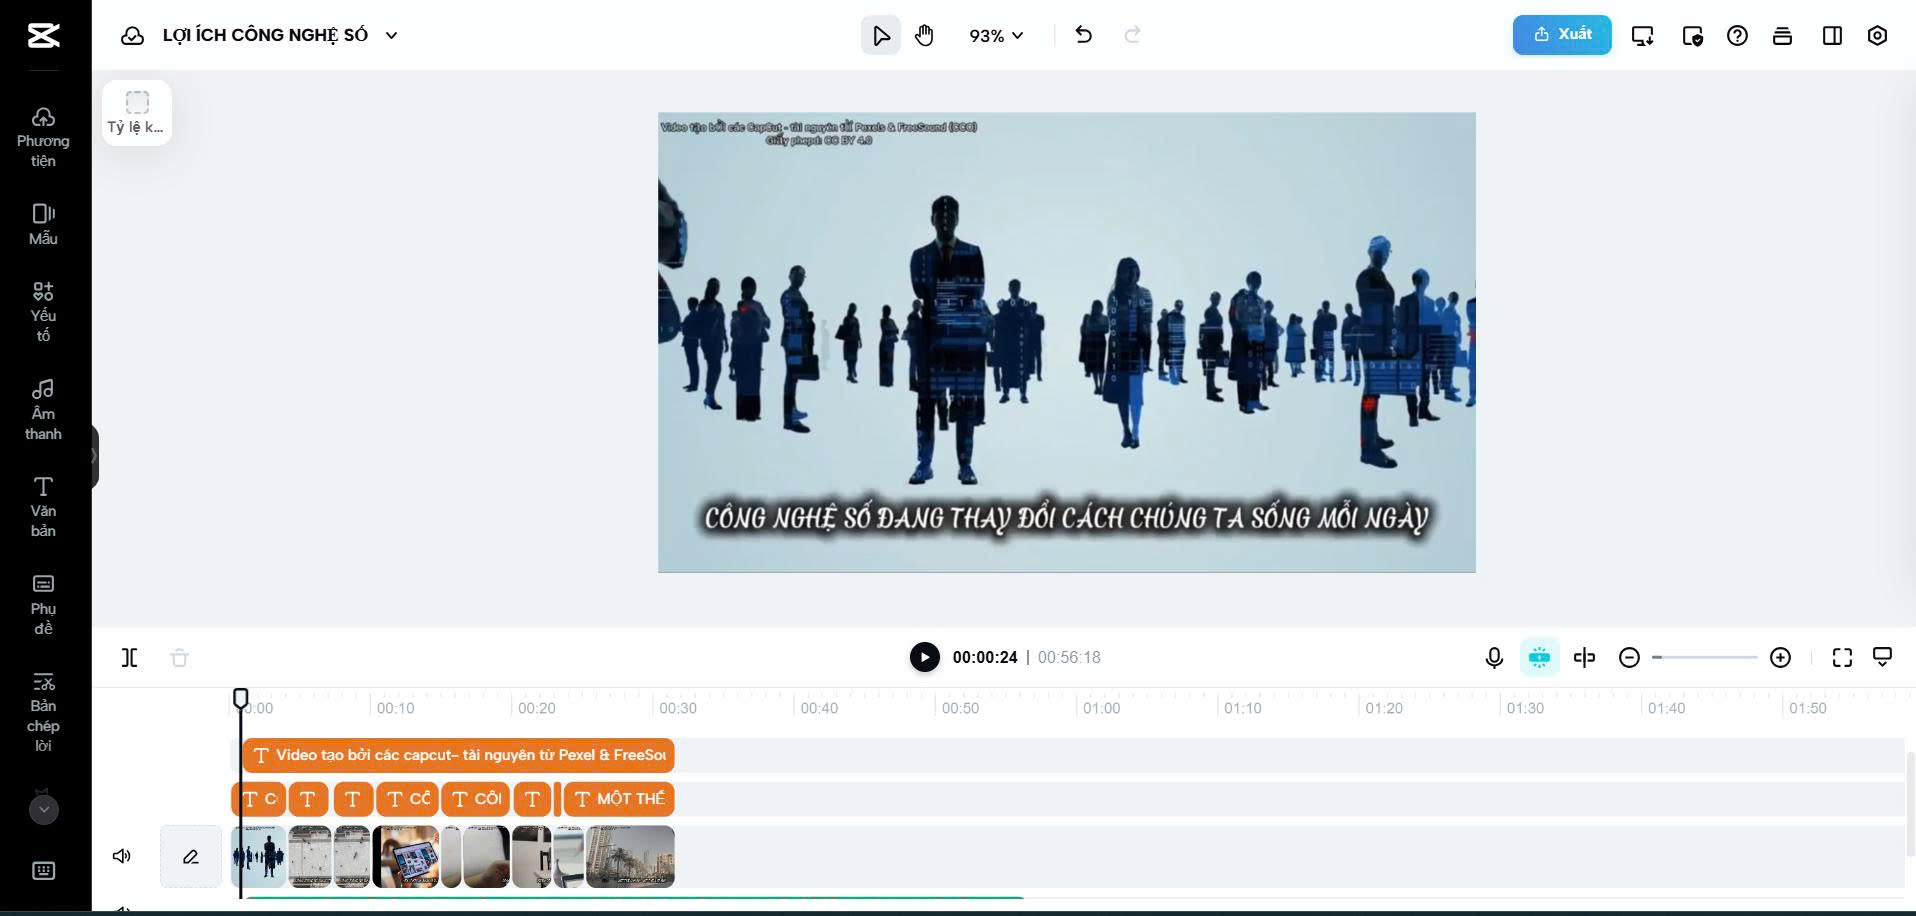 LỢI ÍCH CÔNG NGHỆ SỐ
93%
Xuất
Tỷ lệ k...
Phương
tiện
Mẫu
Yếu
tố
Âm
thanh
Văn
bản
Phụ
đề
Bản
chép
lời
Video tạo bởi các CapCut - tài nguyên từ Pexels & FreeSound (CC0)
Giấy phepd: CC BY 4.0
CÔNG NGHỆ SỐ ĐANG THAY ĐỔI CÁCH CHÚNG TA SỐNG MỖI NGÀY
00:00:24 | 00:56:18
00:00 00:10 00:20 00:30 00:40 00:50 01:00 01:10 01:20 01:30 01:40 01:50
Video tạo bởi các capcut- tài nguyên từ Pexel & FreeSou
MỘT THẾ